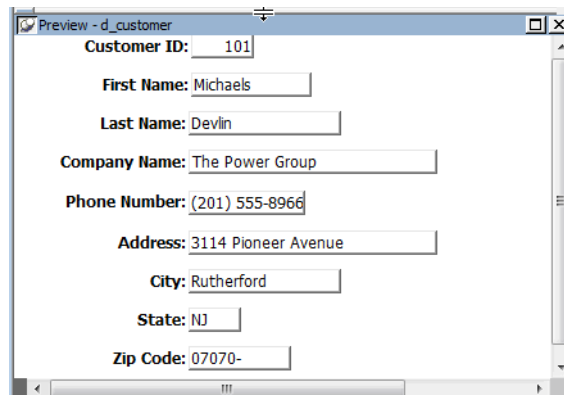 Preview - d_customer
Customer ID: 101
First Name: Michaels
Last Name: Devlin
Company Name: The Power Group
Phone Number: (201) 555-8966
Address: 3114 Pioneer Avenue
City: Rutherford
State: NJ
Zip Code: 07070-